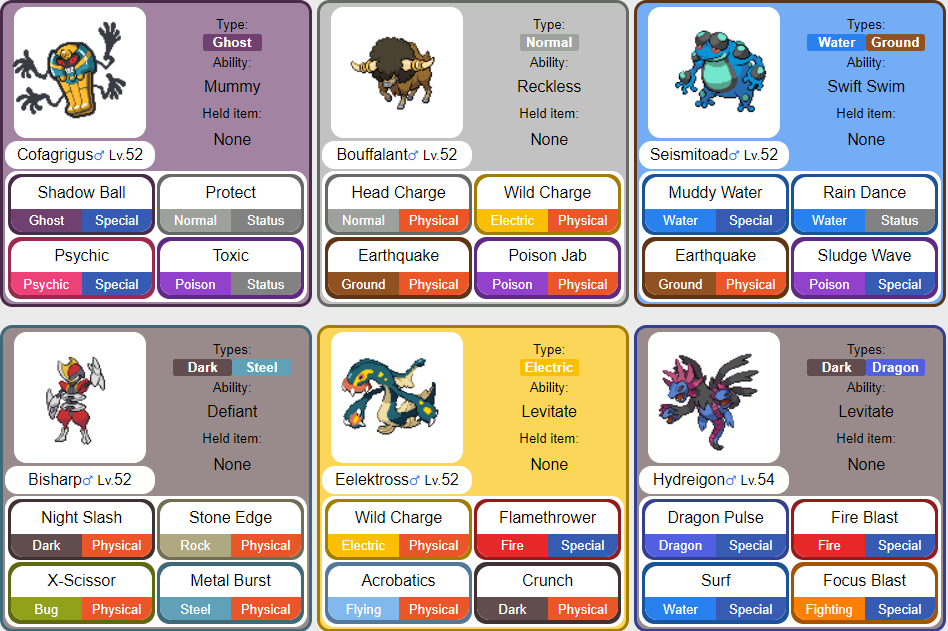 Type:
Ghost
Ability:
Mummy
Held item:
None
Cofagrigus♂ Lv.52
Shadow Ball
Ghost Special
Protect
Normal Status
Psychic
Psychic Special
Toxic
Poison Status
Type:
Normal
Ability:
Reckless
Held item:
None
Bouffalant♂ Lv.52
Head Charge
Normal Physical
Wild Charge
Electric Physical
Earthquake
Ground Physical
Poison Jab
Poison Physical
Types:
Water Ground
Ability:
Swift Swim
Held item:
None
Seismitoad♂ Lv.52
Muddy Water
Water Special
Rain Dance
Water Status
Earthquake
Ground Physical
Sludge Wave
Poison Special
Types:
Dark Steel
Ability:
Defiant
Held item:
None
Bisharp♂ Lv.52
Night Slash
Dark Physical
Stone Edge
Rock Physical
X-Scissor
Bug Physical
Metal Burst
Steel Physical
Type:
Electric
Ability:
Levitate
Held item:
None
Eelektross♂ Lv.52
Wild Charge
Electric Physical
Flamethrower
Fire Special
Acrobatics
Flying Physical
Crunch
Dark Physical
Types:
Dark Dragon
Ability:
Levitate
Held item:
None
Hydreigon♂ Lv.54
Dragon Pulse
Dragon Special
Fire Blast
Fire Special
Surf
Water Special
Focus Blast
Fighting Special